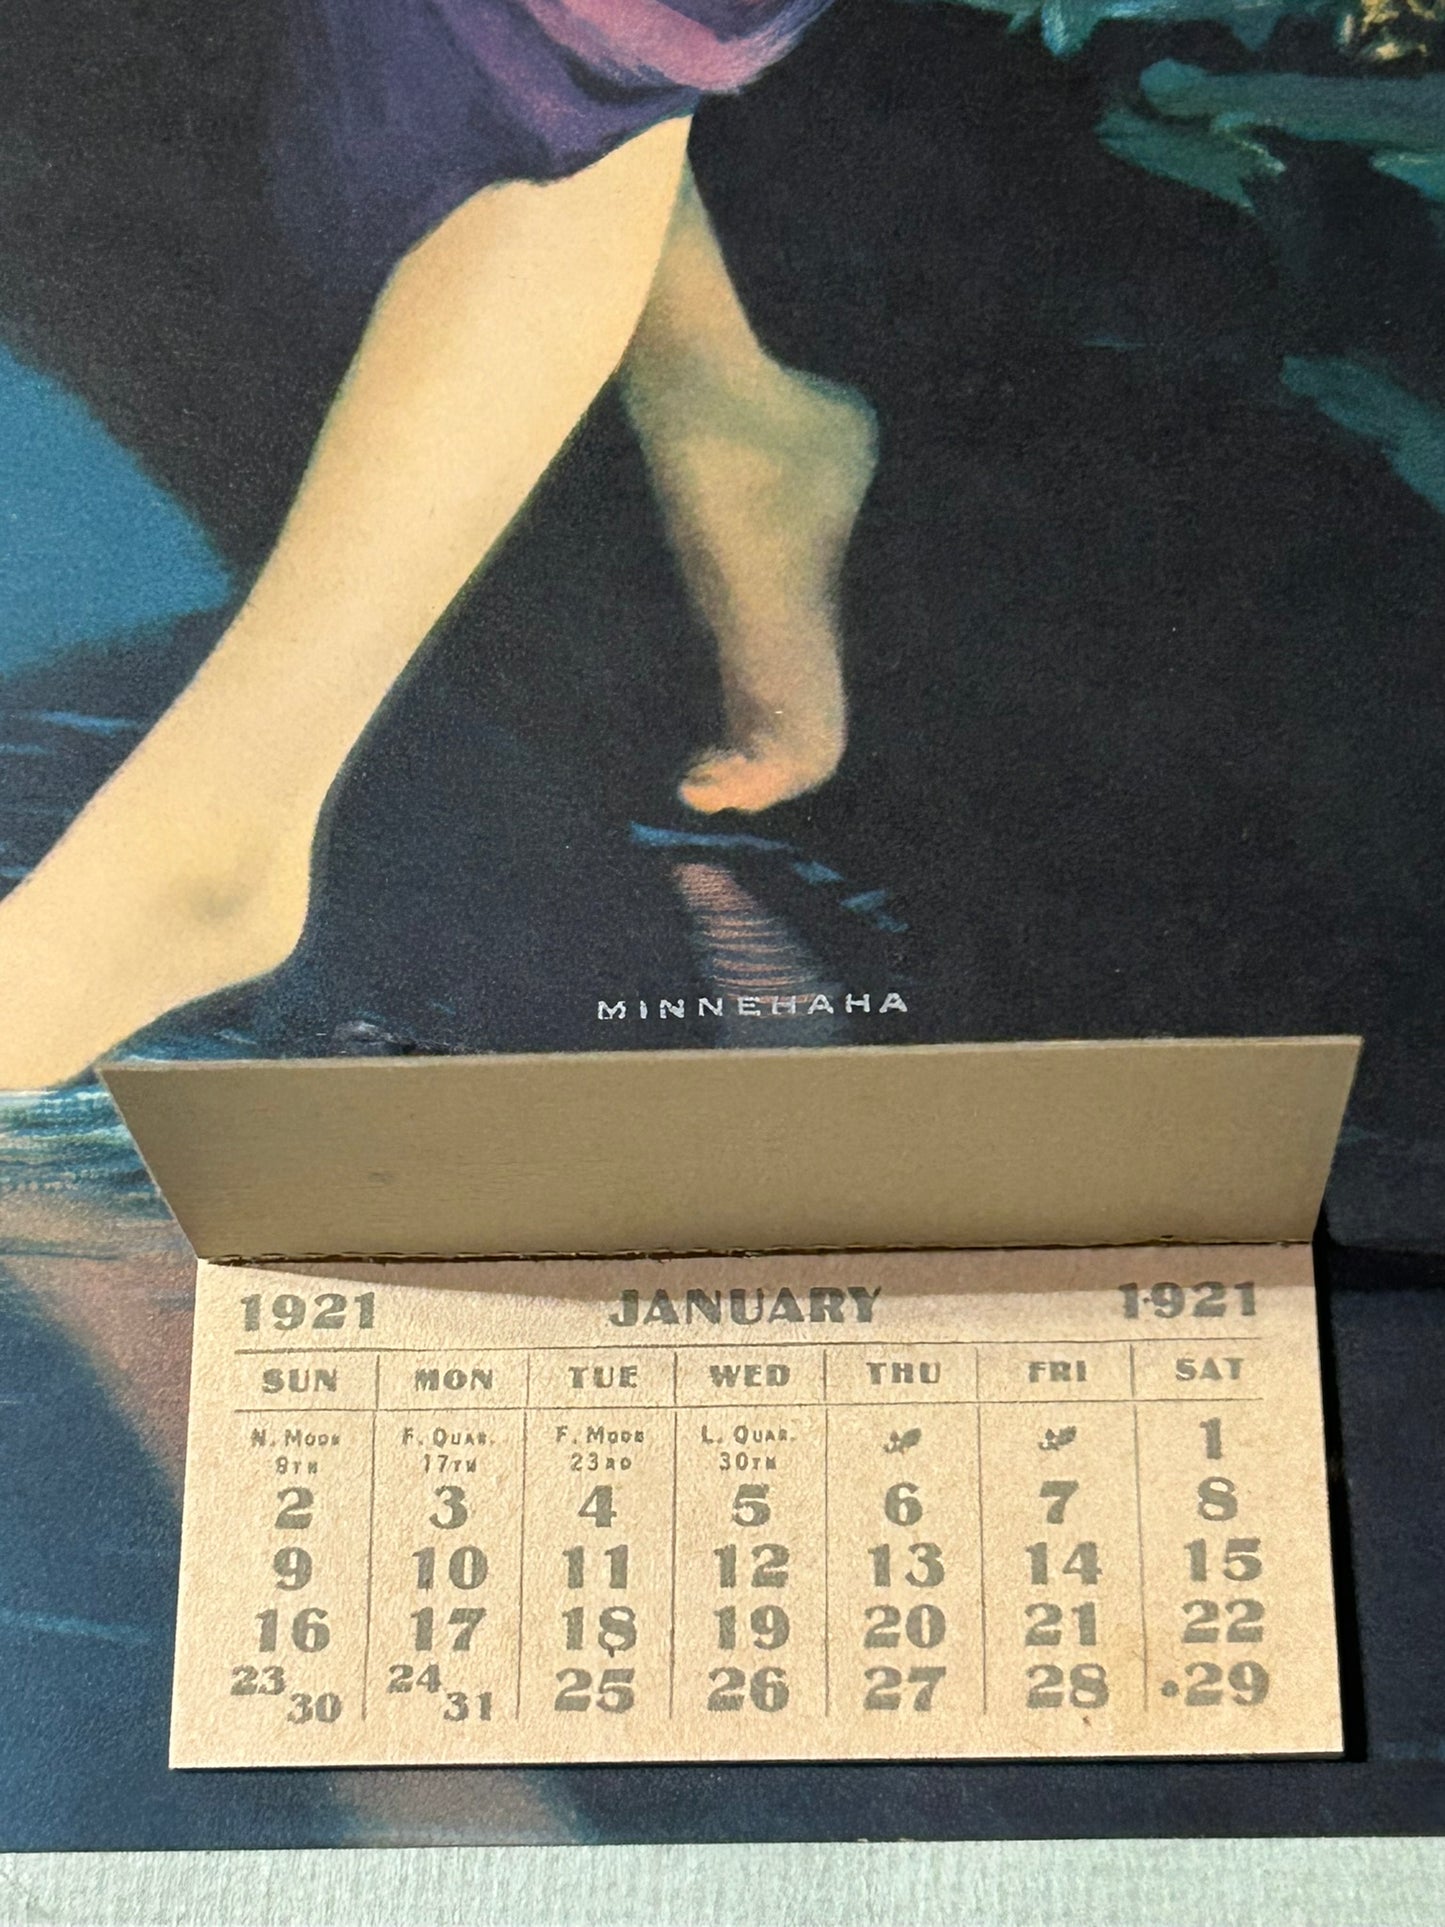 MINNEHAHA
1921 JANUARY 1921
SUN MON TUE WED THU FRI SAT
N. Moon F. Quar. F. Moon L. Quar. 1
9th 17th 23rd 30th
2 3 4 5 6 7 8
9 10 11 12 13 14 15
16 17 18 19 20 21 22
23 24 25 26 27 28 29
30 31